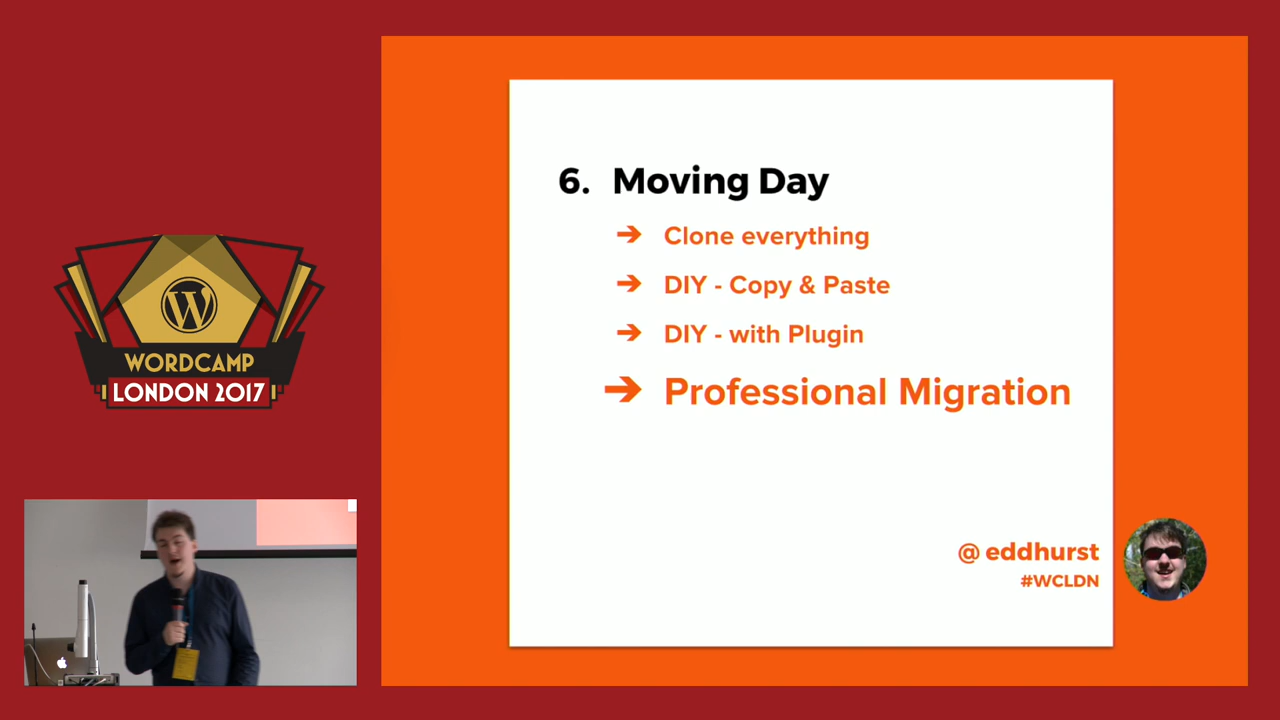 6. Moving Day
➔ Clone everything
➔ DIY - Copy & Paste
➔ DIY - with Plugin
➔ Professional Migration
@ eddhurst
#WCLDN
WORDCAMP
LONDON 2017